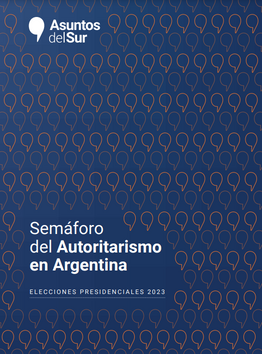 Asuntos
delSur
Semáforo
del Autoritarismo
en Argentina
ELECCIONES PRESIDENCIALES 2023